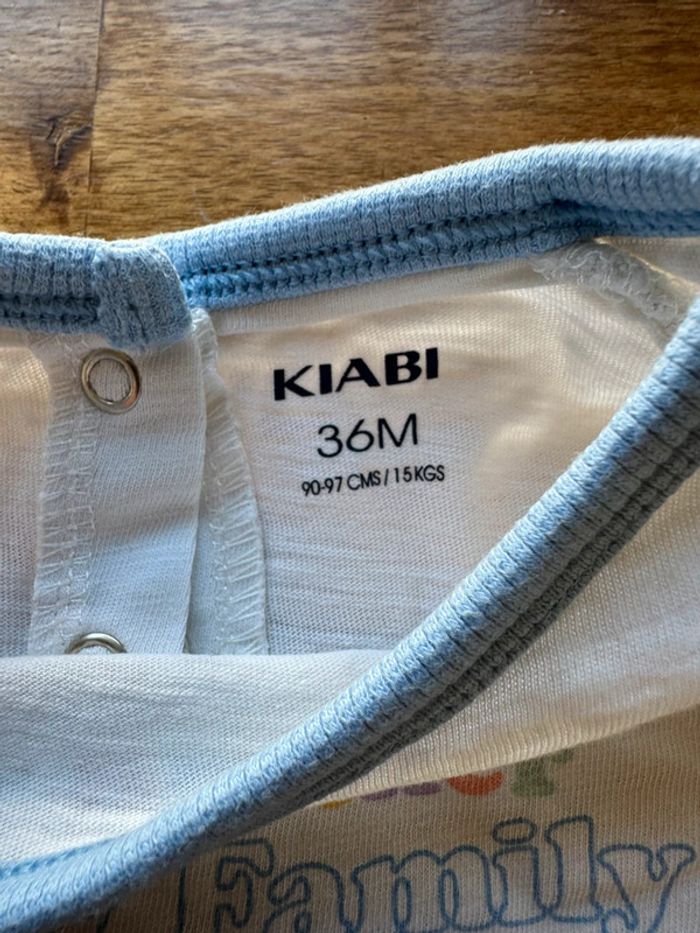 KIABI
36M
90-97 CMS / 15 KGS
Family